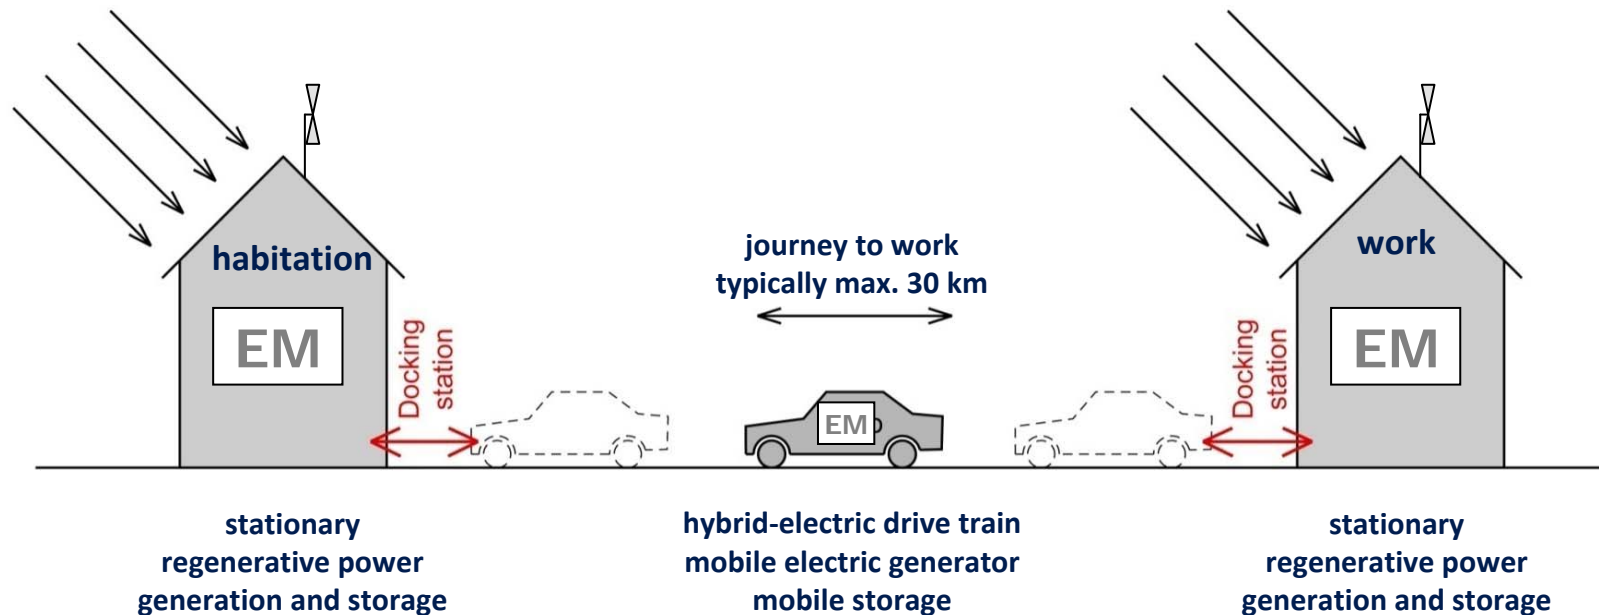 habitation
EM
Docking
station
journey to work
typically max. 30 km
EM
work
EM
Docking
station
stationary
regenerative power
generation and storage
hybrid-electric drive train
mobile electric generator
mobile storage
stationary
regenerative power
generation and storage